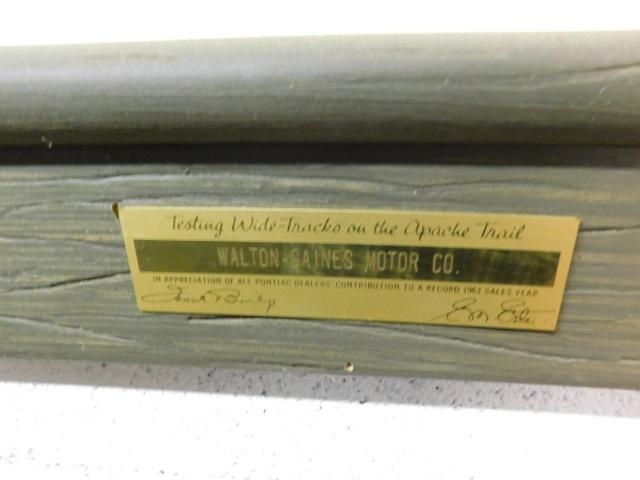 Testing Wide-Tracks on the Apache Trail
WALTON-GAINES MOTOR CO.
IN APPRECIATION OF ALL PONTIAC DEALERS' CONTRIBUTION TO A RECORD 1963 SALES YEAR